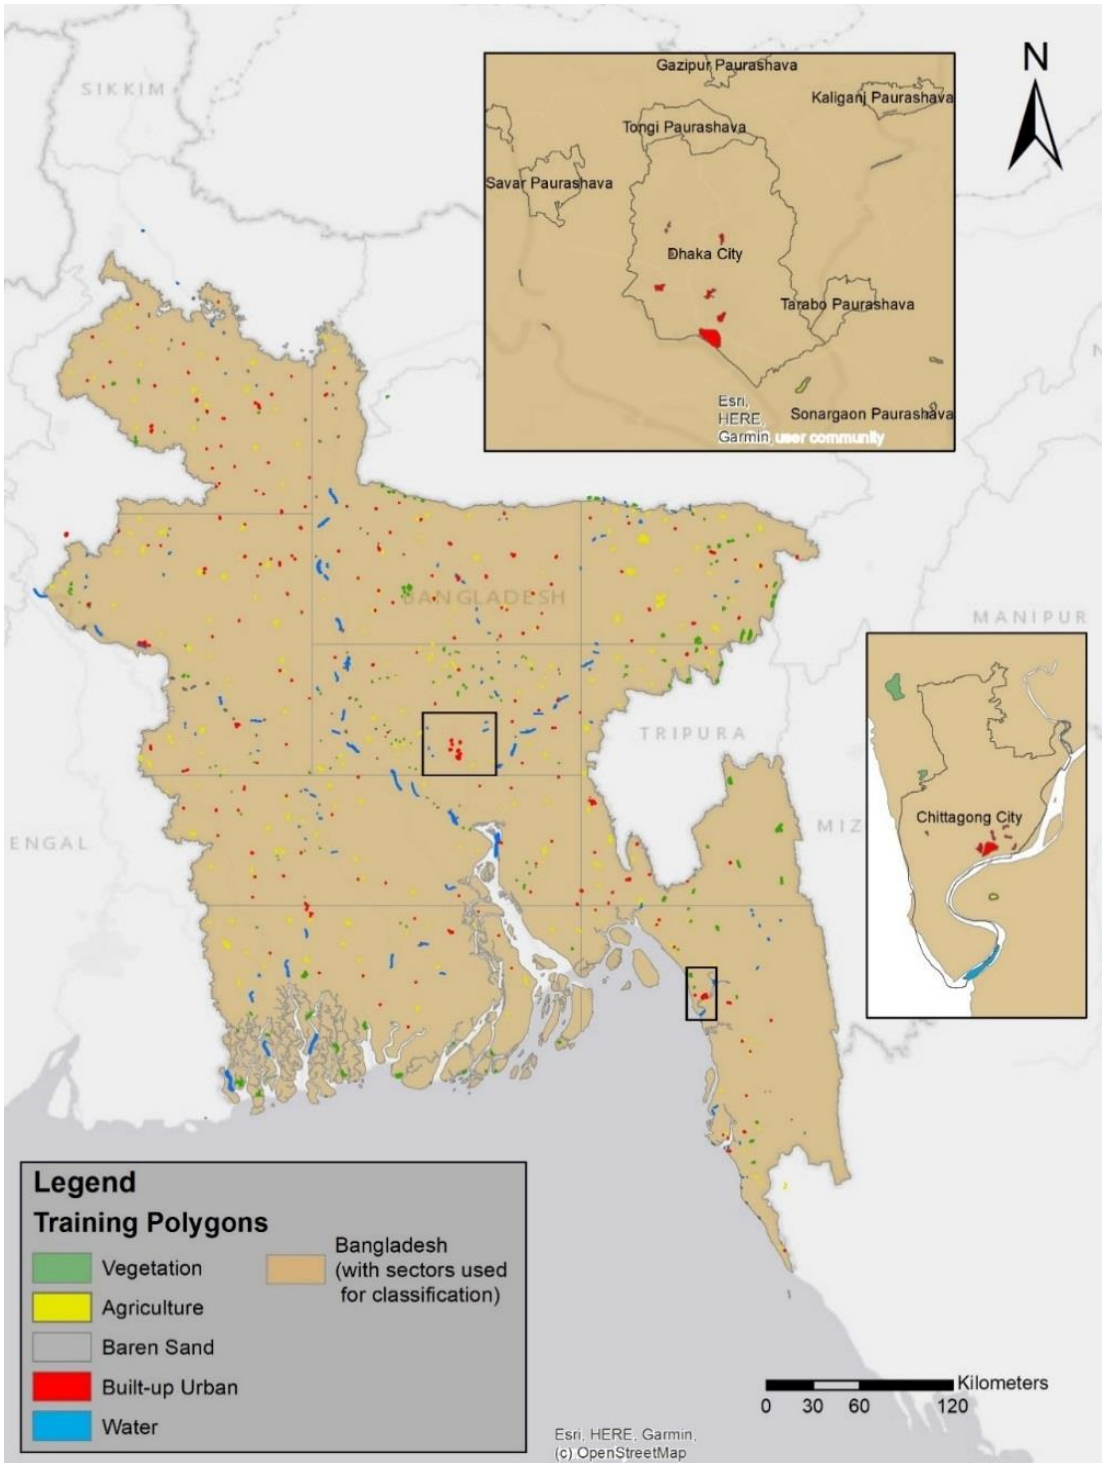 SIKKIM
N
Gazipur Paurashava
Kaliganj Paurashava
Tongi Paurashava
Savar Paurashava
Dhaka City
Tarabo Paurashava
Esri,
HERE,
Garmin,
user community
Sonargaon Paurashava
N
BANGLADESH
MANIPUR
TRIPURA
MIZ
ENGAL
Chittagong City
Legend
Training Polygons
Vegetation
Agriculture
Baren Sand
Built-up Urban
Water
Bangladesh
(with sectors used
for classification)
Kilometers
0 30 60 120
Esri, HERE, Garmin,
(c) OpenStreetMap